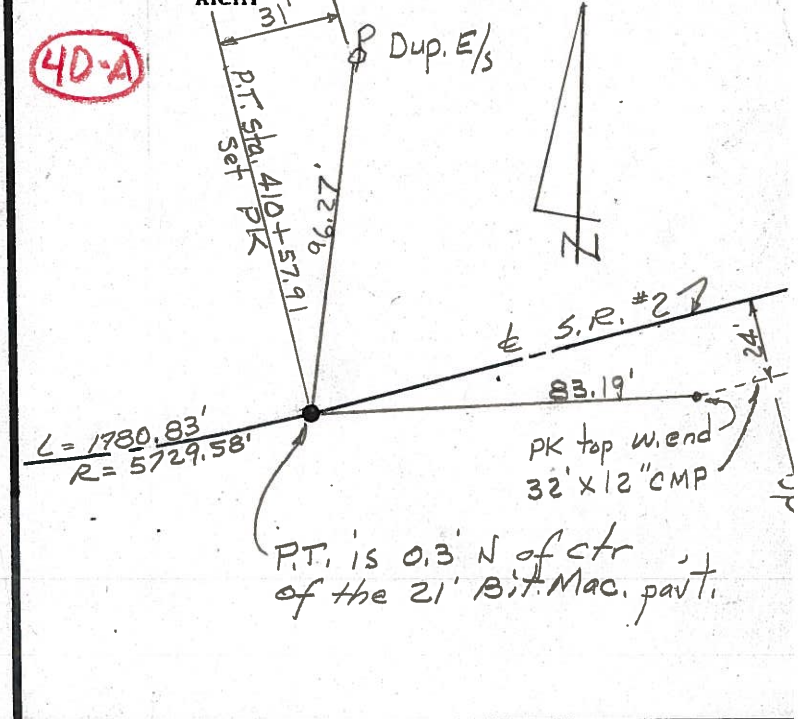 31'
4D-A
P Dup. E/s
P.T. Sta. 410+57.91
Set PK
96.27'
N
℄ S.R. #2
24'
83.19'
L = 1780.83'
R = 5729.58'
PK top W. end
32' X 12" CMP
P.T. is 0.3' N of ctr
of the 21' Bit. Mac. pav't.